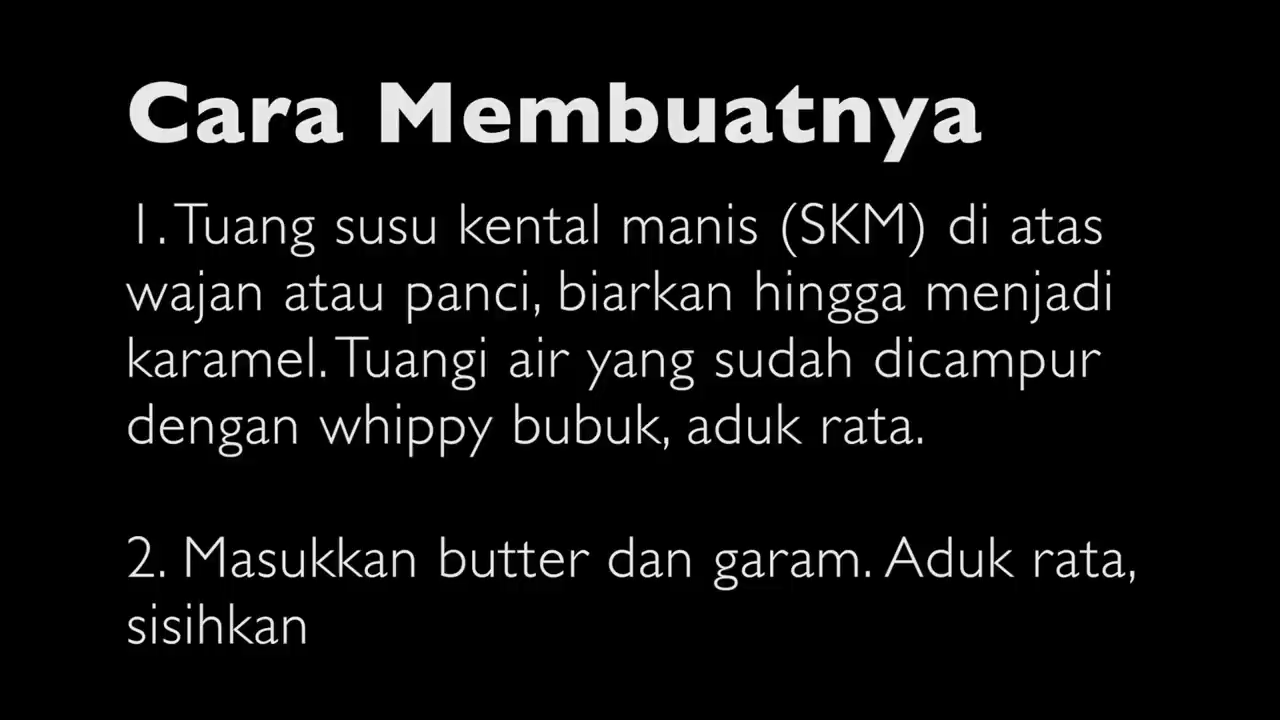 Cara Membuatnya
1. Tuang susu kental manis (SKM) di atas
wajan atau panci, biarkan hingga menjadi
karamel. Tuangi air yang sudah dicampur
dengan whippy bubuk, aduk rata.
2. Masukkan butter dan garam. Aduk rata,
sisihkan